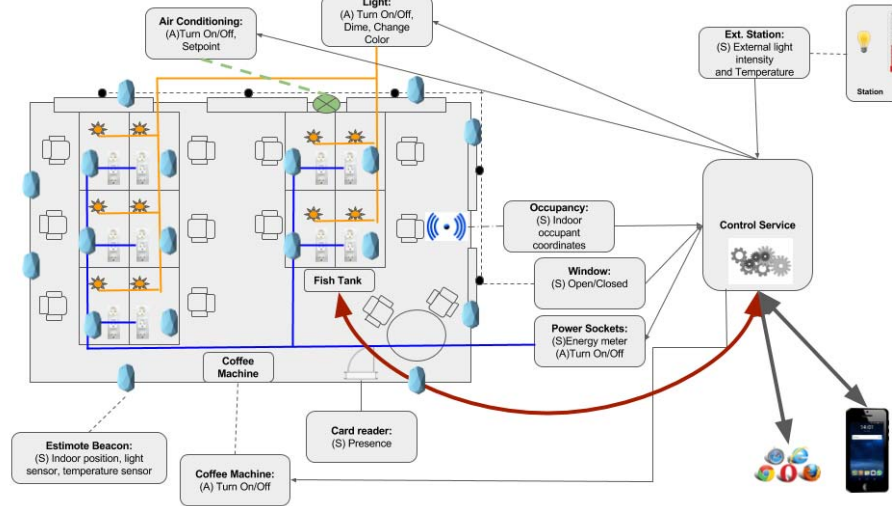 Light:
(A) Turn On/Off,
Dime, Change
Color
Air Conditioning:
(A)Turn On/Off,
Setpoint
Ext. Station:
(S) External light
intensity
and Temperature
Station
Occupancy:
(S) Indoor
occupant
coordinates
Control Service
Window:
(S) Open/Closed
Fish Tank
Power Sockets:
(S)Energy meter
(A)Turn On/Off
Coffee
Machine
Card reader:
(S) Presence
Estimote Beacon:
(S) Indoor position, light
sensor, temperature sensor
Coffee Machine:
(A) Turn On/Off
14:01